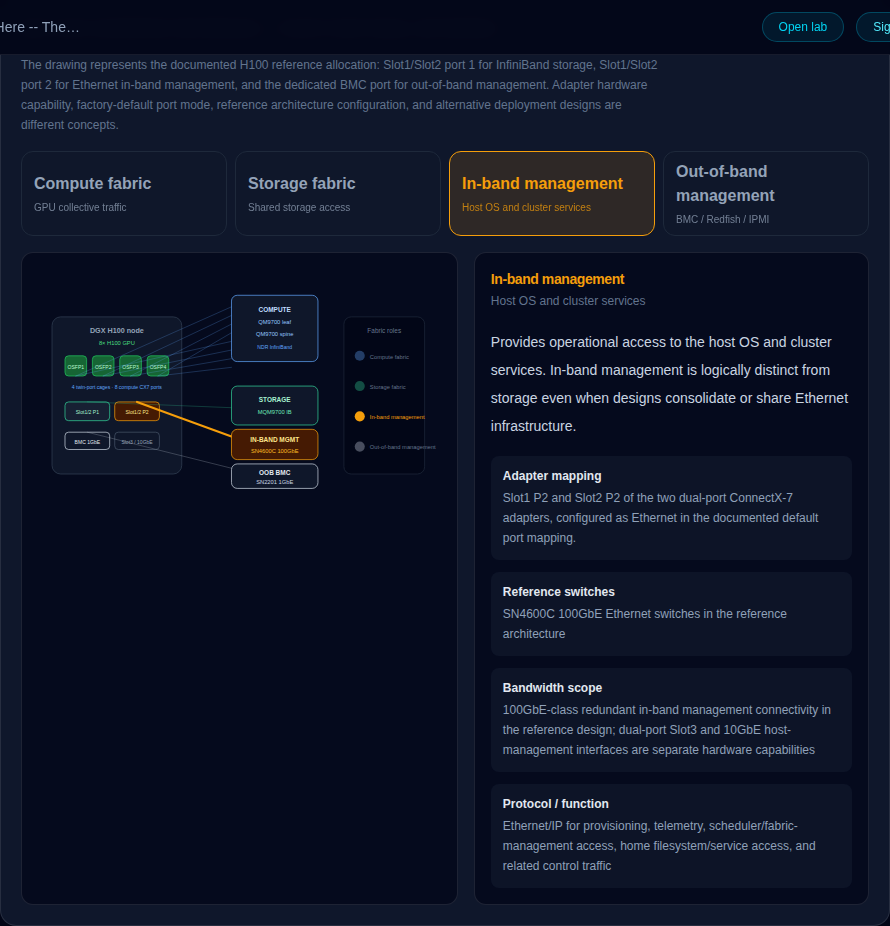 Here -- The…
Open lab
Sig
The drawing represents the documented H100 reference allocation: Slot1/Slot2 port 1 for InfiniBand storage, Slot1/Slot2
port 2 for Ethernet in-band management, and the dedicated BMC port for out-of-band management. Adapter hardware
capability, factory-default port mode, reference architecture configuration, and alternative deployment designs are
different concepts.
Compute fabric
GPU collective traffic
Storage fabric
Shared storage access
In-band management
Host OS and cluster services
Out-of-band
management
BMC / Redfish / IPMI
DGX H100 node
8× H100 GPU
OSFP1
OSFP2
OSFP3
OSFP4
4 twin-port cages · 8 compute CX7 ports
Slot1/2 P1
Slot1/2 P2
BMC 1GbE
Slot3 / 10GbE
COMPUTE
QM9700 leaf
QM9700 spine
NDR InfiniBand
STORAGE
MQM9700 IB
IN-BAND MGMT
SN4600C 100GbE
OOB BMC
SN2201 1GbE
Fabric roles
Compute fabric
Storage fabric
In-band management
Out-of-band management
In-band management
Host OS and cluster services
Provides operational access to the host OS and cluster
services. In-band management is logically distinct from
storage even when designs consolidate or share Ethernet
infrastructure.
Adapter mapping
Slot1 P2 and Slot2 P2 of the two dual-port ConnectX-7
adapters, configured as Ethernet in the documented default
port mapping.
Reference switches
SN4600C 100GbE Ethernet switches in the reference
architecture
Bandwidth scope
100GbE-class redundant in-band management connectivity in
the reference design; dual-port Slot3 and 10GbE host-
management interfaces are separate hardware capabilities
Protocol / function
Ethernet/IP for provisioning, telemetry, scheduler/fabric-
management access, home filesystem/service access, and
related control traffic